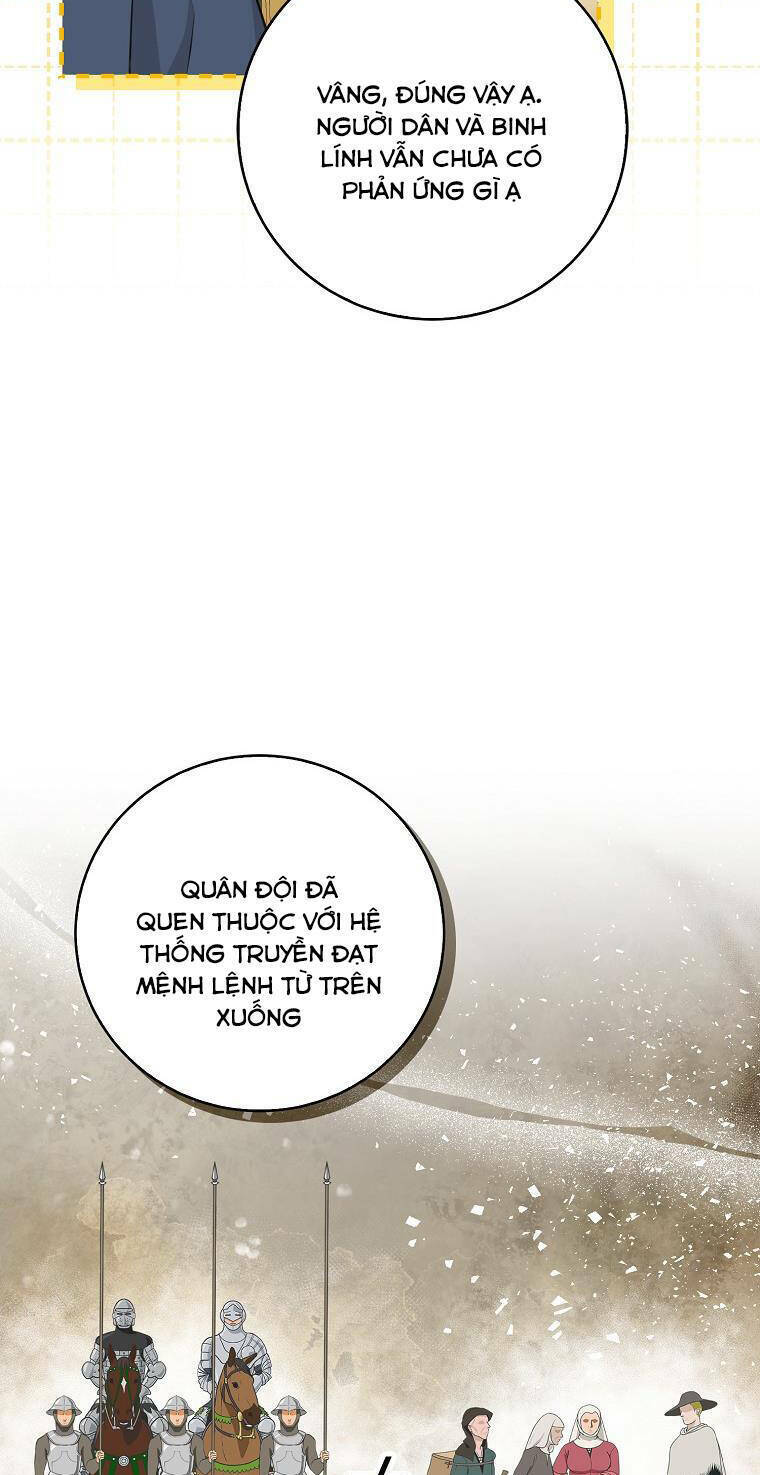 VÂNG, ĐÚNG VẬY Ạ.
NGƯỜI DÂN VÀ BINH
LÍNH VẪN CHƯA CÓ
PHẢN ỨNG GÌ Ạ
QUÂN ĐỘI ĐÃ
QUEN THUỘC VỚI HỆ
THỐNG TRUYỀN ĐẠT
MỆNH LỆNH TỪ TRÊN
XUỐNG